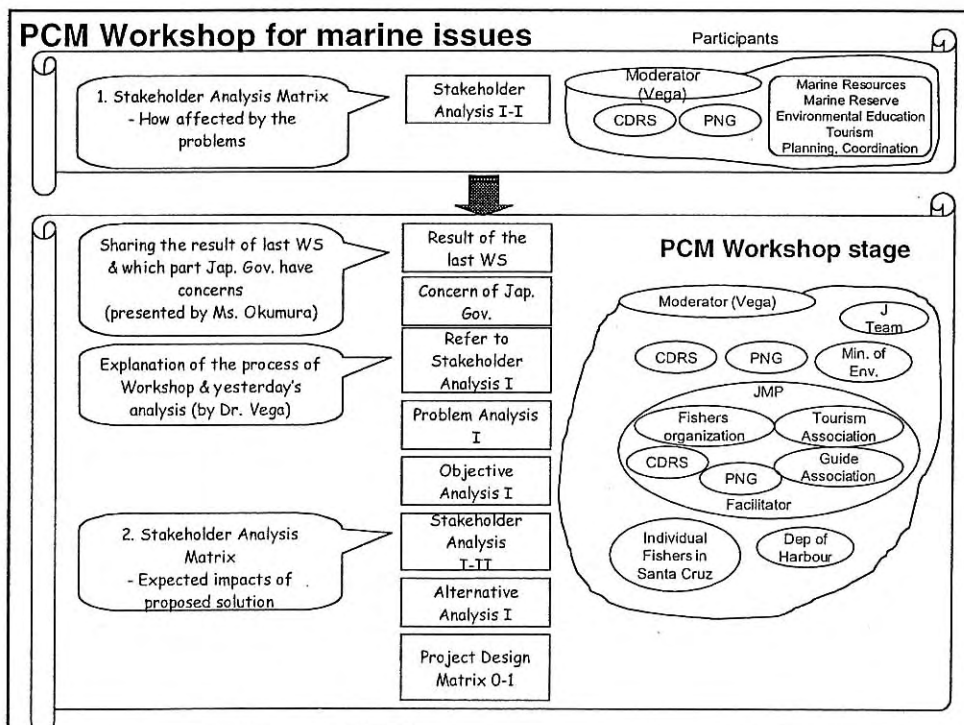 PCM Workshop for marine issues
Participants
1. Stakeholder Analysis Matrix
- How affected by the
problems
Stakeholder
Analysis I-I
Moderator
(Vega)
CDRS
PNG
Marine Resources
Marine Reserve
Environmental Education
Tourism
Planning, Coordination
Sharing the result of last WS
& which part Jap. Gov. have
concerns
(presented by Ms. Okumura)
Explanation of the process of
Workshop & yesterday's
analysis (by Dr. Vega)
2. Stakeholder Analysis
Matrix
- Expected impacts of
proposed solution
Result of the
last WS
Concern of Jap.
Gov.
Refer to
Stakeholder
Analysis I
Problem Analysis
I
Objective
Analysis I
Stakeholder
Analysis
I-II
Alternative
Analysis I
Project Design
Matrix 0-1
PCM Workshop stage
Moderator (Vega)
J
Team
CDRS
PNG
Min. of
Env.
JMP
Fishers
organization
Tourism
Association
CDRS
PNG
Guide
Association
Facilitator
Individual
Fishers in
Santa Cruz
Dep of
Harbour